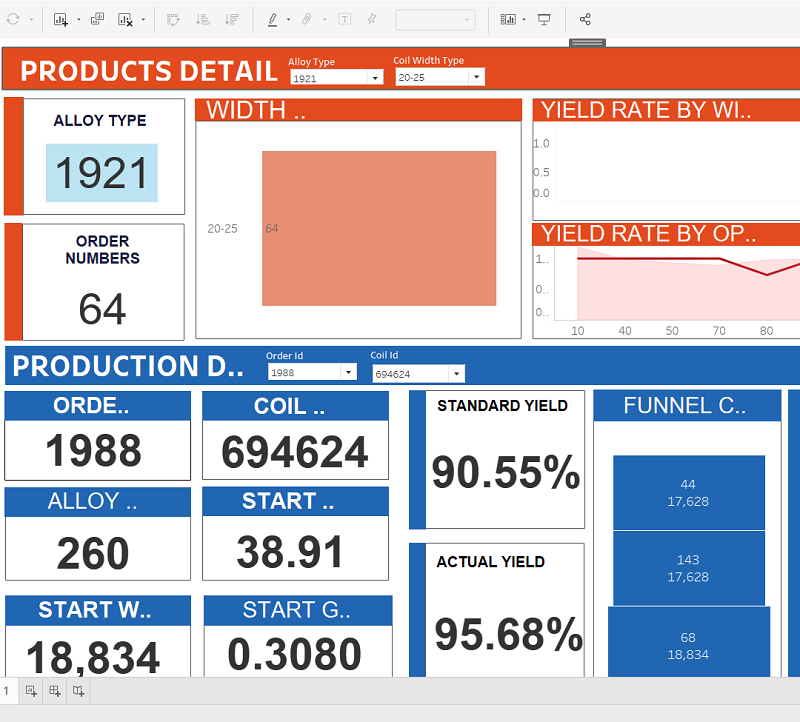 PRODUCTS DETAIL
Alloy Type
1921
Coil Width Type
20-25
ALLOY TYPE
1921
ORDER
NUMBERS
64
WIDTH ..
20-25
64
YIELD RATE BY WI..
1.0
0.5
0.0
YIELD RATE BY OP..
1..
0..
0..
10 40 50 70 80
PRODUCTION D..
Order Id
1988
Coil Id
694624
ORDE..
1988
COIL ..
694624
ALLOY ..
260
START ..
38.91
START W..
18,834
START G..
0.3080
STANDARD YIELD
90.55%
ACTUAL YIELD
95.68%
FUNNEL C..
44
17,628
143
17,628
68
18,834
1